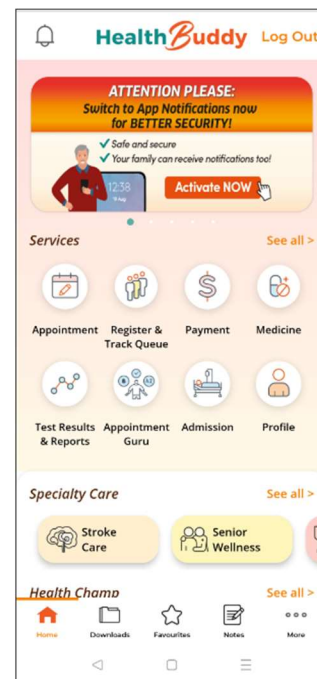 HealthBuddy Log Out
ATTENTION PLEASE:
Switch to App Notifications now
for BETTER SECURITY!
Safe and secure
Your family can receive notifications too!
12:38
Activate NOW
Services See all >
Appointment Register & Payment Medicine
Track Queue
Test Results Appointment Admission Profile
& Reports Guru
Specialty Care See all >
Stroke Senior
Care Wellness
Health Champ See all >
Home Downloads Favourites Notes More